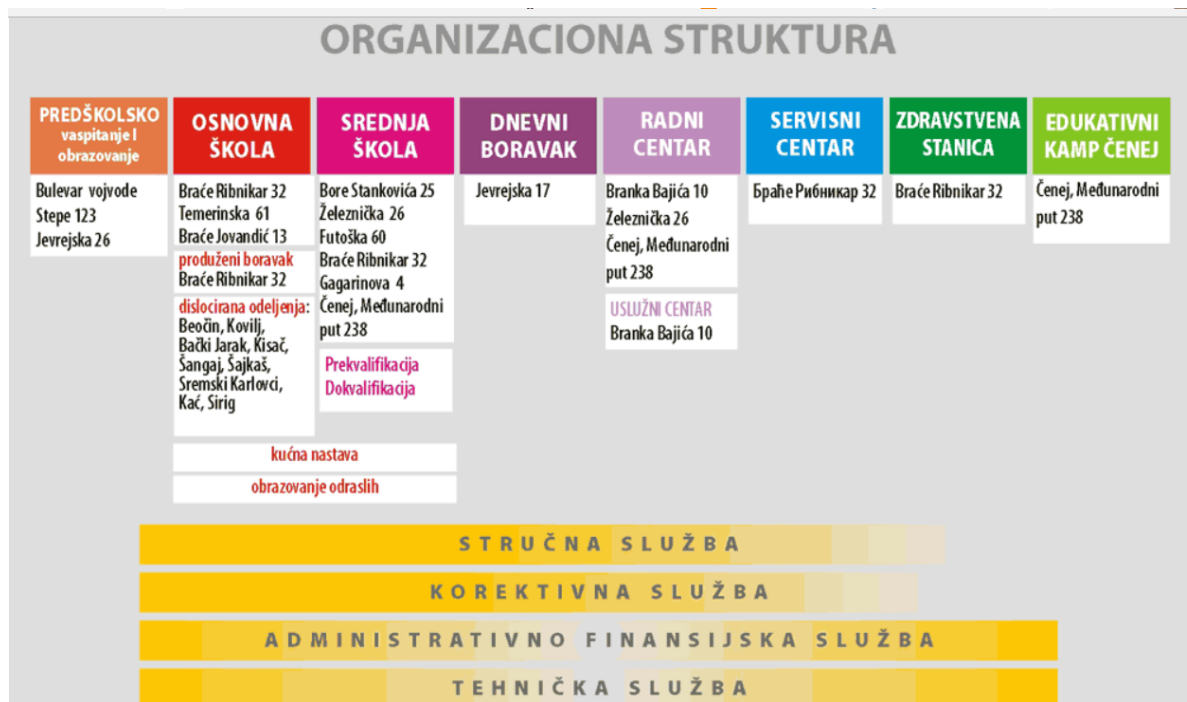 ORGANIZACIONA STRUKTURA
PREDŠKOLSKO
vaspitanje I
obrazovanje
Bulevar vojvode
Stepe 123
Jevrejska 26
OSNOVNA
ŠKOLA
Braće Ribnikar 32
Temerinska 61
Braće Jovandić 13
produženi boravak
Braće Ribnikar 32
dislocirana odeljenja:
Beočin, Kovilj,
Bački Jarak, Kisač,
Šangaj, Šajkaš,
Sremski Karlovci,
Kać, Sirig
SREDNJA
ŠKOLA
Bore Stankovića 25
Železnička 26
Futoška 60
Braće Ribnikar 32
Gagarinova 4
Čenej, Međunarodni
put 238
Prekvalifikacija
Dokvalifikacija
kućna nastava
obrazovanje odraslih
DNEVNI
BORAVAK
Jevrejska 17
RADNI
CENTAR
Branka Bajića 10
Železnička 26
Čenej, Međunarodni
put 238
USLUŽNI CENTAR
Branka Bajića 10
SERVISNI
CENTAR
Браће Рибникар 32
ZDRAVSTVENA
STANICA
Braće Ribnikar 32
EDUKATIVNI
KAMP ČENEJ
Čenej, Međunarodni
put 238
STRUČNA SLUŽBA
KOREKTIVNA SLUŽBA
ADMINISTRATIVNO FINANSIJSKA SLUŽBA
TEHNIČKA SLUŽBA